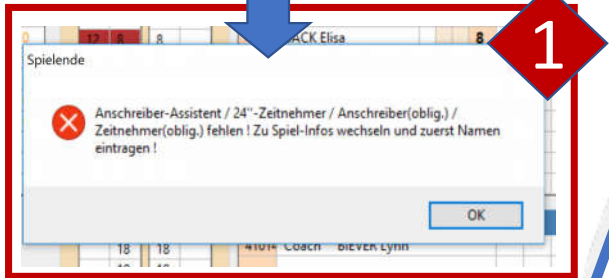 12 8 8 ACK Elisa 8
1
Spielende
Anschreiber-Assistent / 24''-Zeitnehmer / Anschreiber(oblig.) /
Zeitnehmer(oblig.) fehlen ! Zu Spiel-Infos wechseln und zuerst Namen
eintragen !
OK
18 18 41014 Coach BIEVER Lynn